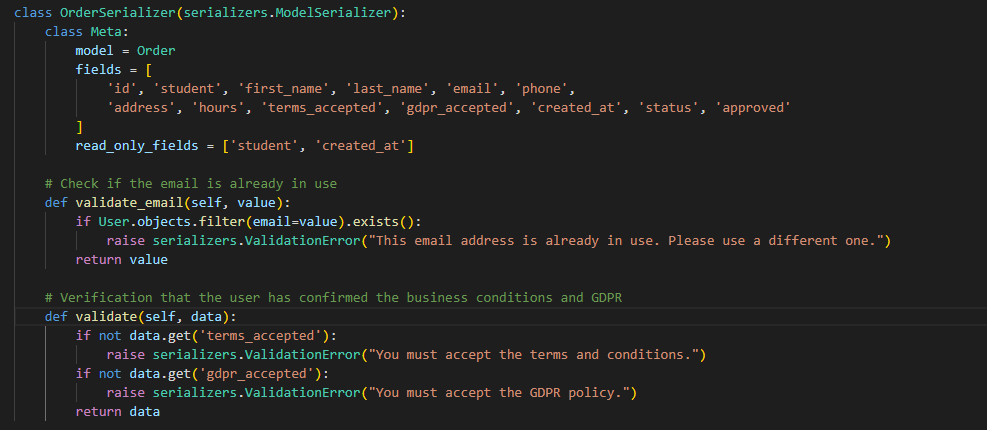 class OrderSerializer(serializers.ModelSerializer):
    class Meta:
        model = Order
        fields = [
            'id', 'student', 'first_name', 'last_name', 'email', 'phone',
            'address', 'hours', 'terms_accepted', 'gdpr_accepted', 'created_at', 'status', 'approved'
        ]
        read_only_fields = ['student', 'created_at']

    # Check if the email is already in use
    def validate_email(self, value):
        if User.objects.filter(email=value).exists():
            raise serializers.ValidationError("This email address is already in use. Please use a different one.")
        return value

    # Verification that the user has confirmed the business conditions and GDPR
    def validate(self, data):
        if not data.get('terms_accepted'):
            raise serializers.ValidationError("You must accept the terms and conditions.")
        if not data.get('gdpr_accepted'):
            raise serializers.ValidationError("You must accept the GDPR policy.")
        return data